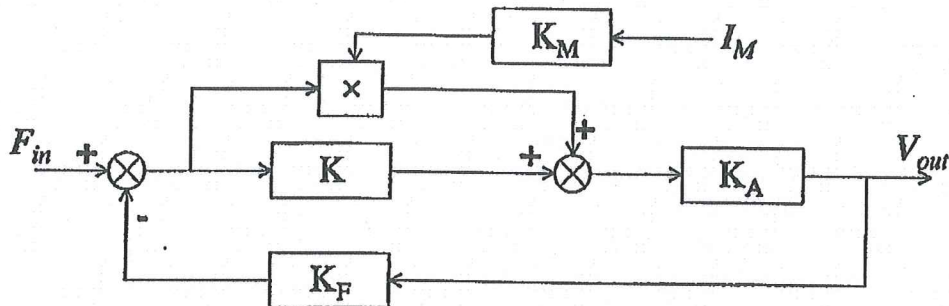 K_M
I_M
×
+
F_in
+
K
+
K_A
V_out
-
K_F